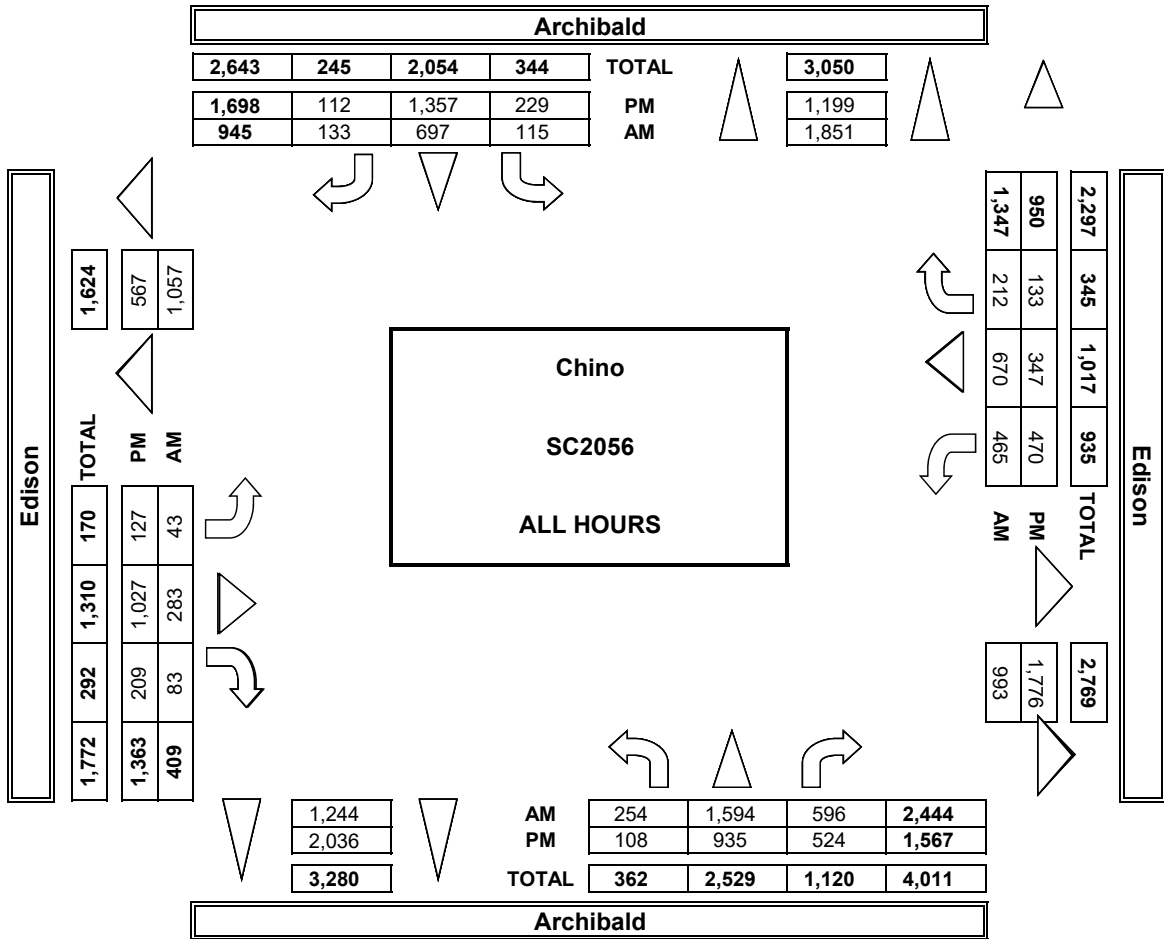 Archibald
2,643 245 2,054 344 TOTAL 3,050
1,698 112 1,357 229 PM 1,199
945 133 697 115 AM 1,851
Edison
1,624
567
1,057
TOTAL
PM
AM
170 1,310 292 1,772
127 1,027 209 1,363
43 283 83 409
Chino
SC2056
ALL HOURS
2,297 345 1,017 935 TOTAL 2,769
950 133 347 470 PM 1,776
1,347 212 670 465 AM 993
Edison
1,244 AM 254 1,594 596 2,444
2,036 PM 108 935 524 1,567
3,280 TOTAL 362 2,529 1,120 4,011
Archibald